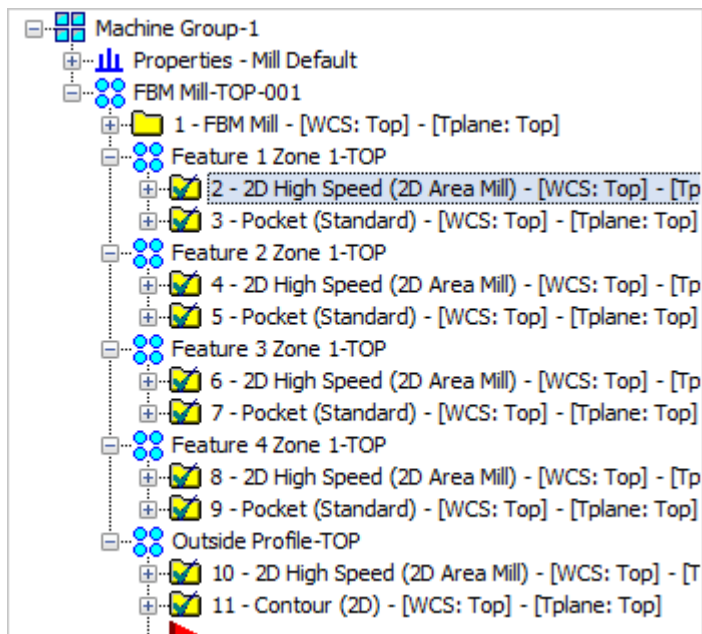 Machine Group-1
Properties - Mill Default
FBM Mill-TOP-001
1 - FBM Mill - [WCS: Top] - [Tplane: Top]
Feature 1 Zone 1-TOP
2 - 2D High Speed (2D Area Mill) - [WCS: Top] - [Tp
3 - Pocket (Standard) - [WCS: Top] - [Tplane: Top]
Feature 2 Zone 1-TOP
4 - 2D High Speed (2D Area Mill) - [WCS: Top] - [Tp
5 - Pocket (Standard) - [WCS: Top] - [Tplane: Top]
Feature 3 Zone 1-TOP
6 - 2D High Speed (2D Area Mill) - [WCS: Top] - [Tp
7 - Pocket (Standard) - [WCS: Top] - [Tplane: Top]
Feature 4 Zone 1-TOP
8 - 2D High Speed (2D Area Mill) - [WCS: Top] - [Tp
9 - Pocket (Standard) - [WCS: Top] - [Tplane: Top]
Outside Profile-TOP
10 - 2D High Speed (2D Area Mill) - [WCS: Top] - [T
11 - Contour (2D) - [WCS: Top] - [Tplane: Top]